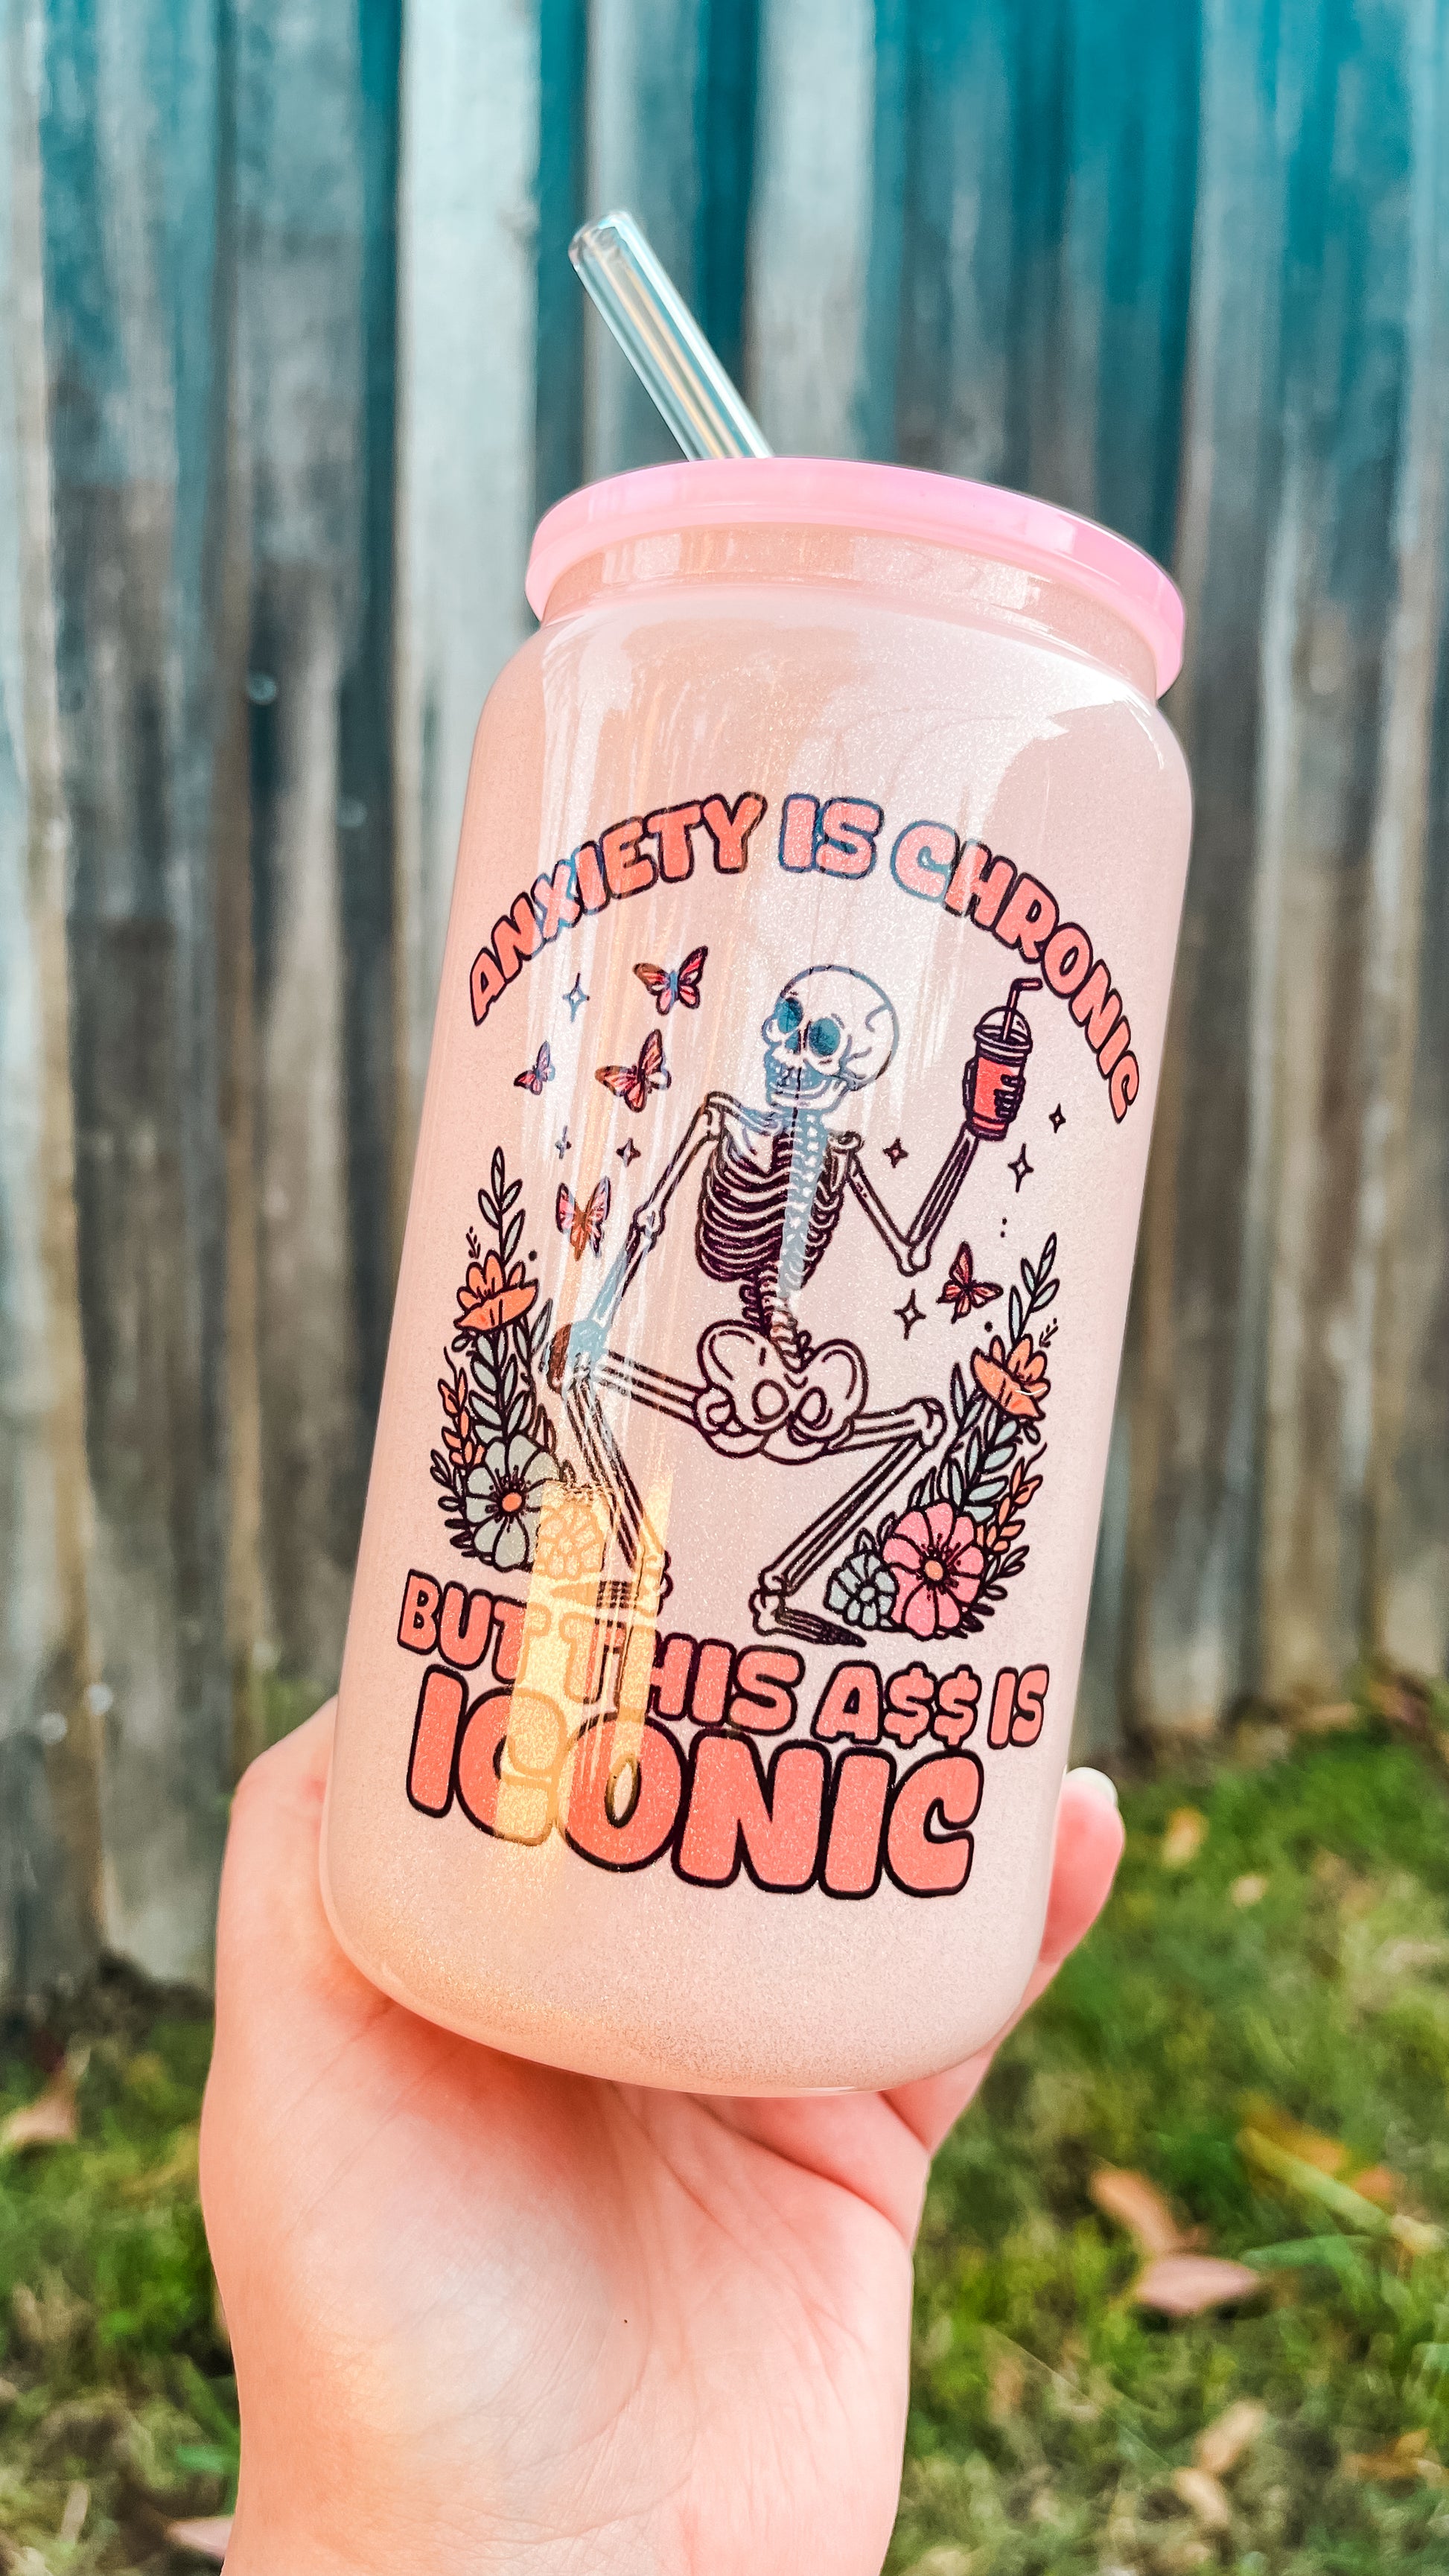 ANXIETY IS CHRONIC
BUT THIS A$$ IS
ICONIC